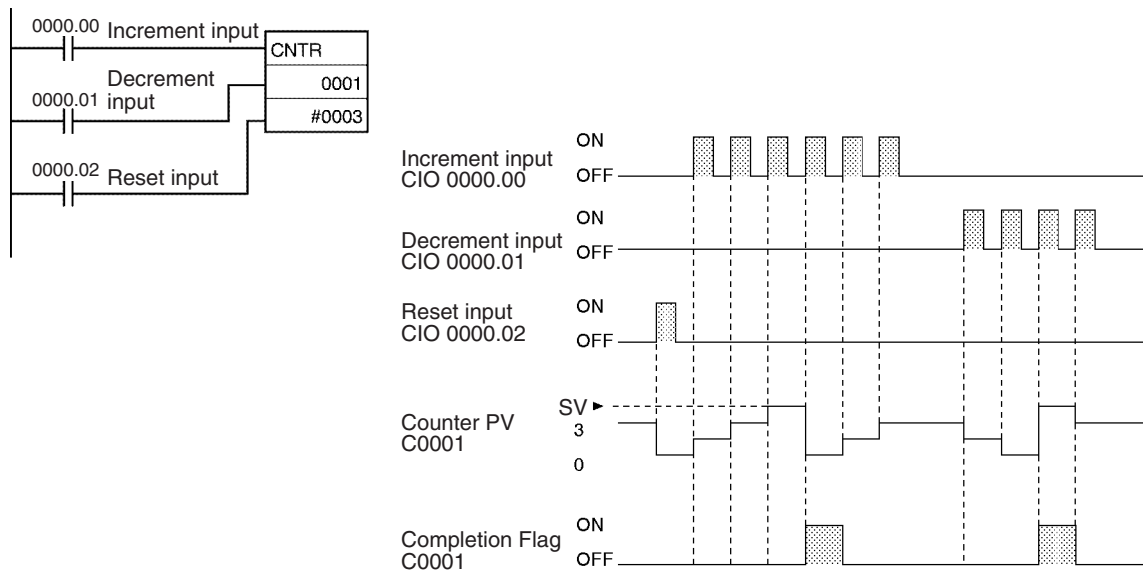 0000.00 Increment input
CNTR
Decrement
0000.01 input
0001
#0003
0000.02 Reset input
Increment input
CIO 0000.00
ON
OFF
Decrement input
CIO 0000.01
ON
OFF
Reset input
CIO 0000.02
ON
OFF
Counter PV
C0001
SV
3
0
Completion Flag
C0001
ON
OFF